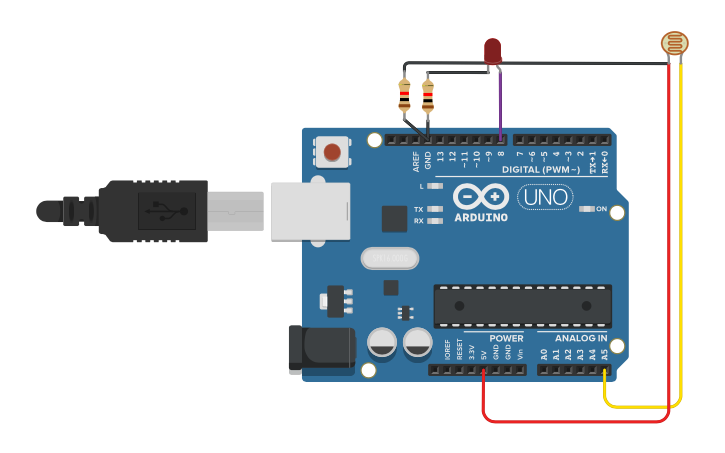 AREF
GND
13
12
~11
~10
~9
8
7
~6
~5
4
~3
2
TX→1
RX←0
DIGITAL (PWM~)
L
TX
RX
ARDUINO
UNO
ON
POWER
ANALOG IN
IOREF
RESET
3.3V
5V
GND
GND
Vin
A0
A1
A2
A3
A4
A5